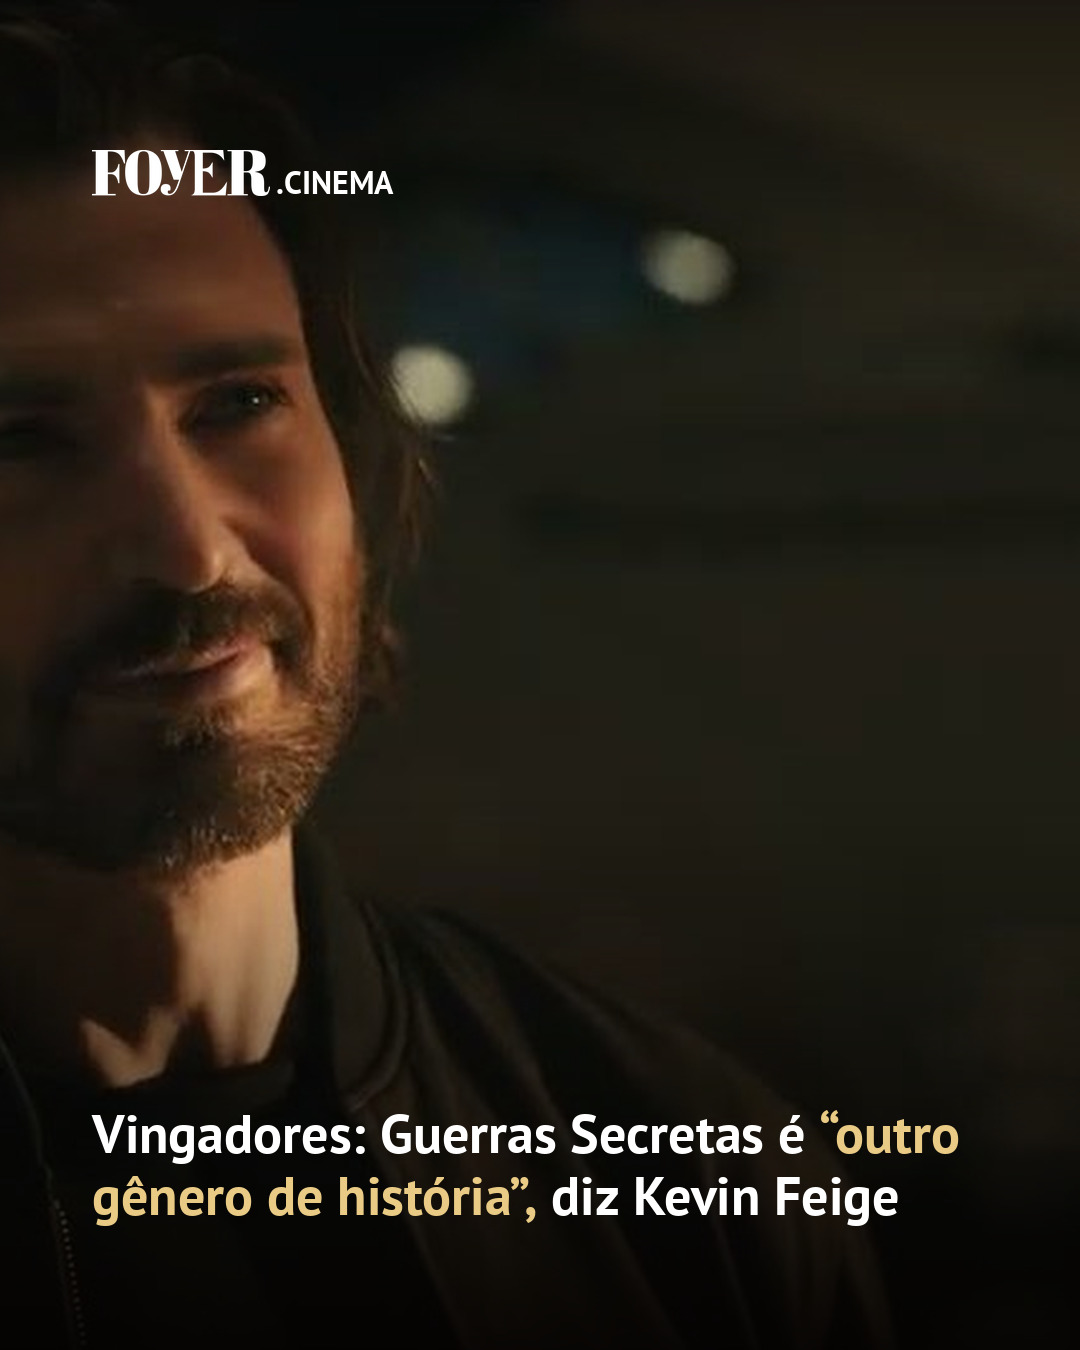 FOYER.CINEMA
Vingadores: Guerras Secretas é “outro
gênero de história”, diz Kevin Feige